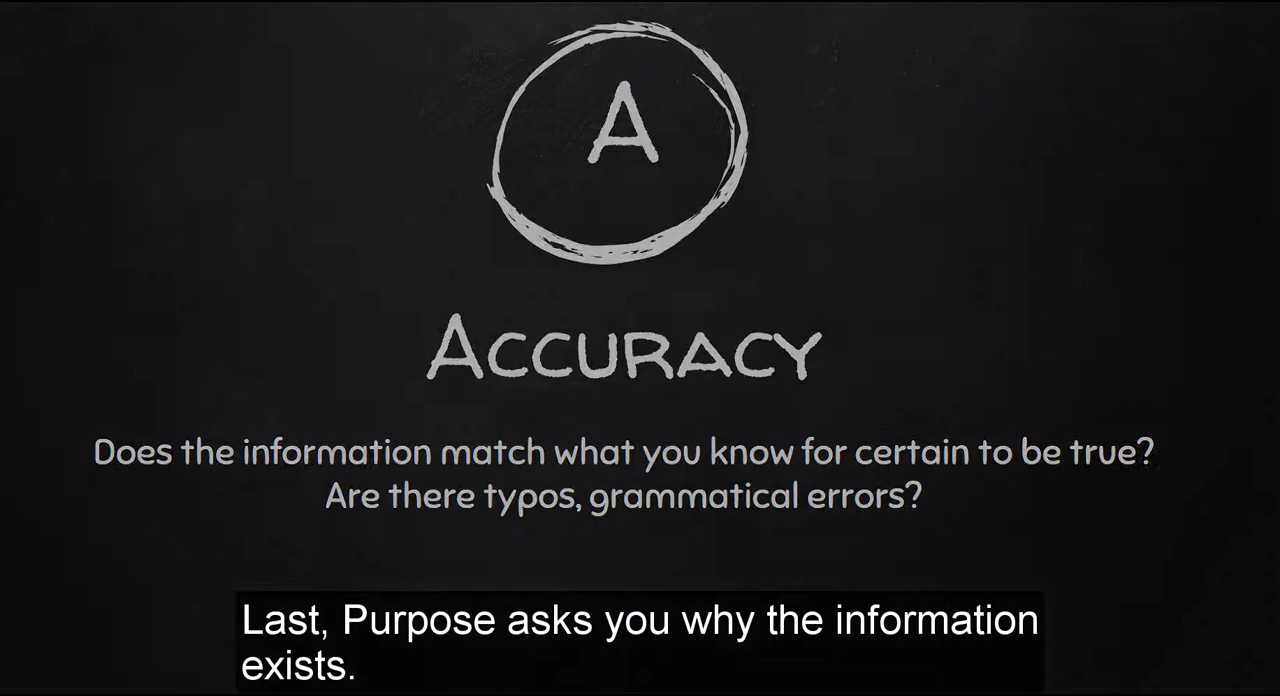 A
Accuracy
Does the information match what you know for certain to be true?
Are there typos, grammatical errors?
Last, Purpose asks you why the information
exists.